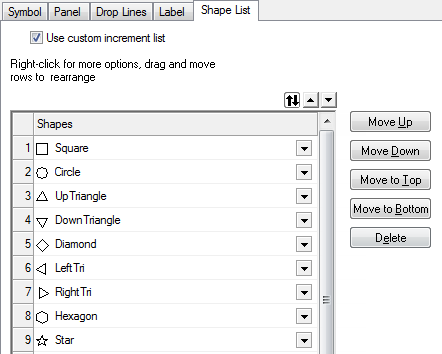 Symbol Panel Drop Lines Label Shape List
Use custom increment list
Right-click for more options, drag and move
rows to rearrange
Shapes
Move Up
1 Square
Move Down
2 Circle
3 UpTriangle
Move to Top
4 DownTriangle
Move to Bottom
5 Diamond
Delete
6 LeftTri
7 RightTri
8 Hexagon
9 Star